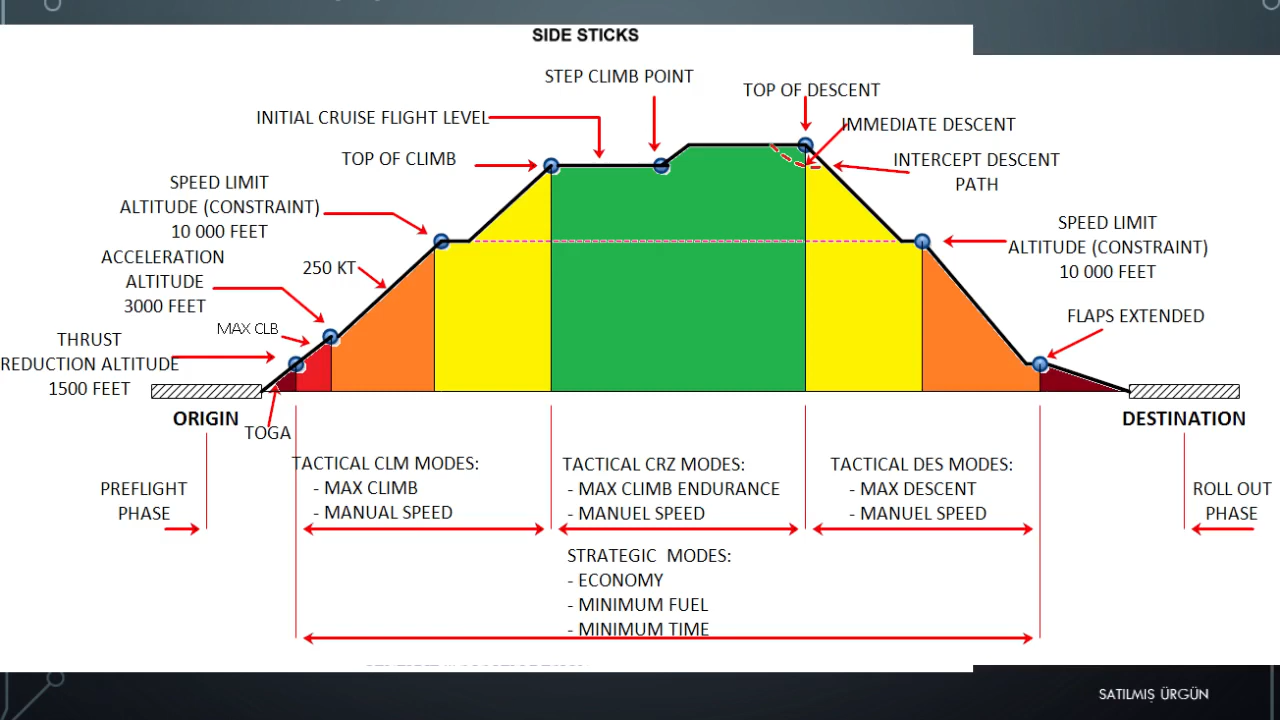 SIDE STICKS
STEP CLIMB POINT
TOP OF DESCENT
INITIAL CRUISE FLIGHT LEVEL
IMMEDIATE DESCENT
TOP OF CLIMB
INTERCEPT DESCENT
PATH
SPEED LIMIT
ALTITUDE (CONSTRAINT)
10 000 FEET
SPEED LIMIT
ALTITUDE (CONSTRAINT)
10 000 FEET
ACCELERATION
ALTITUDE
3000 FEET
250 KT
MAX CLB
FLAPS EXTENDED
THRUST
REDUCTION ALTITUDE
1500 FEET
ORIGIN
TOGA
DESTINATION
PREFLIGHT
PHASE
TACTICAL CLM MODES:
- MAX CLIMB
- MANUAL SPEED
TACTICAL CRZ MODES:
- MAX CLIMB ENDURANCE
- MANUEL SPEED
TACTICAL DES MODES:
- MAX DESCENT
- MANUEL SPEED
ROLL OUT
PHASE
STRATEGIC MODES:
- ECONOMY
- MINIMUM FUEL
- MINIMUM TIME
SATILMIŞ ÜRGÜN